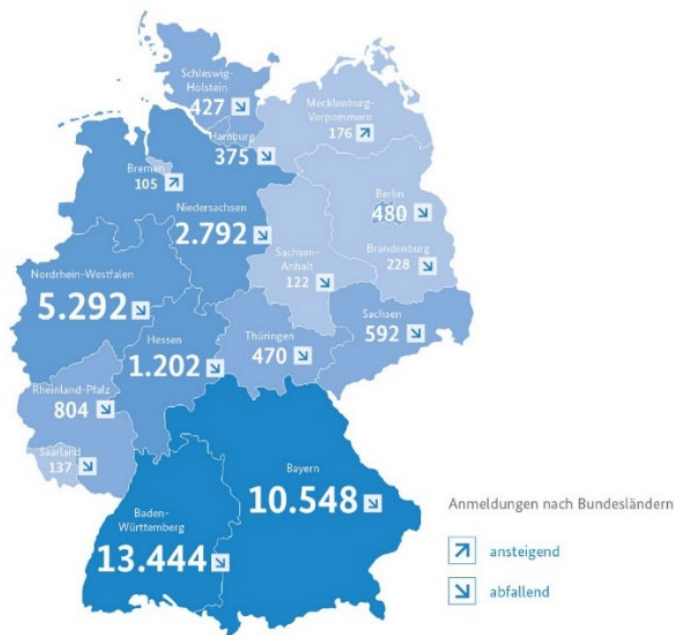 Schleswig-
Holstein
427
Mecklenburg-
Vorpommern
176
Hamburg
375
Bremen
105
Niedersachsen
2.792
Berlin
480
Brandenburg
228
Sachsen-
Anhalt
122
Nordrhein-Westfalen
5.292
Hessen
1.202
Thüringen
470
Sachsen
592
Rheinland-Pfalz
804
Saarland
137
Bayern
10.548
Baden-
Württemberg
13.444
Anmeldungen nach Bundesländern
ansteigend
abfallend